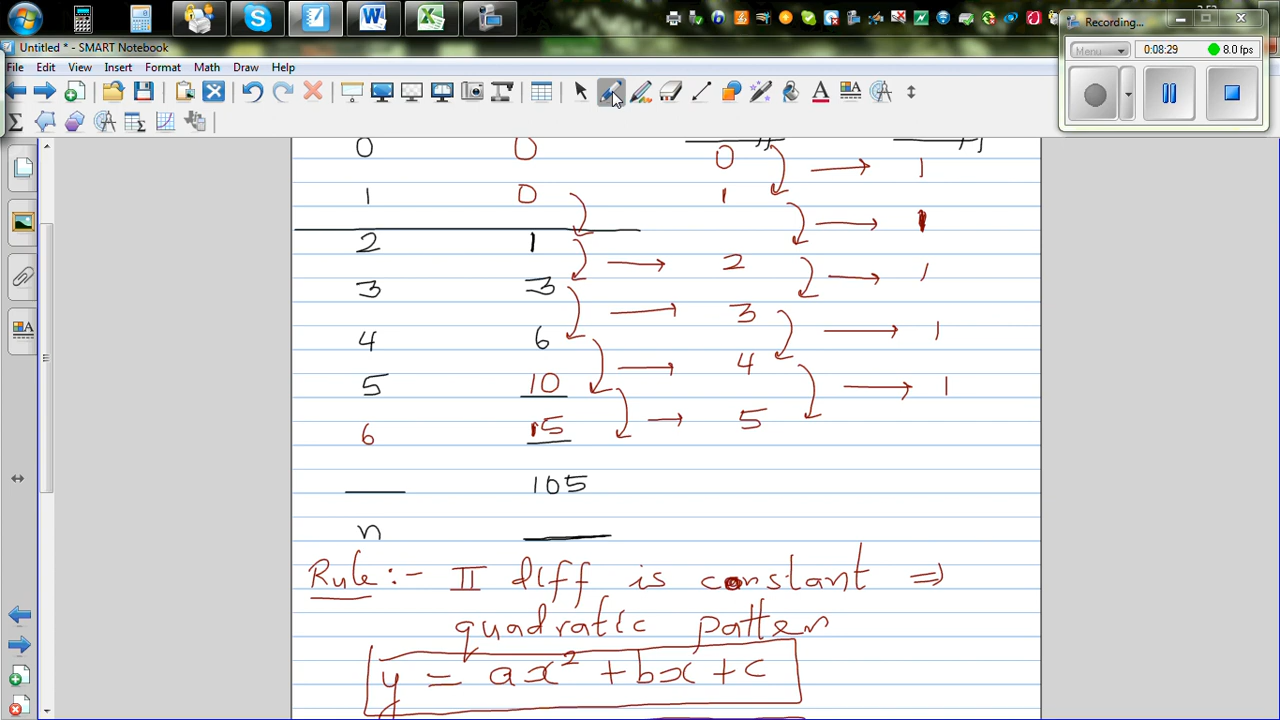 Untitled * - SMART Notebook
File Edit View Insert Format Math Draw Help
Recording...
Menu 0:08:29 8.0 fps
0 0 0 1
1 0 1 1
2 1 2 1
3 3 3 1
4 6 4 1
5 10 5
6 15
105
n
Rule :- II diff is constant ⇒
quadratic pattern
y = ax² + bx + c